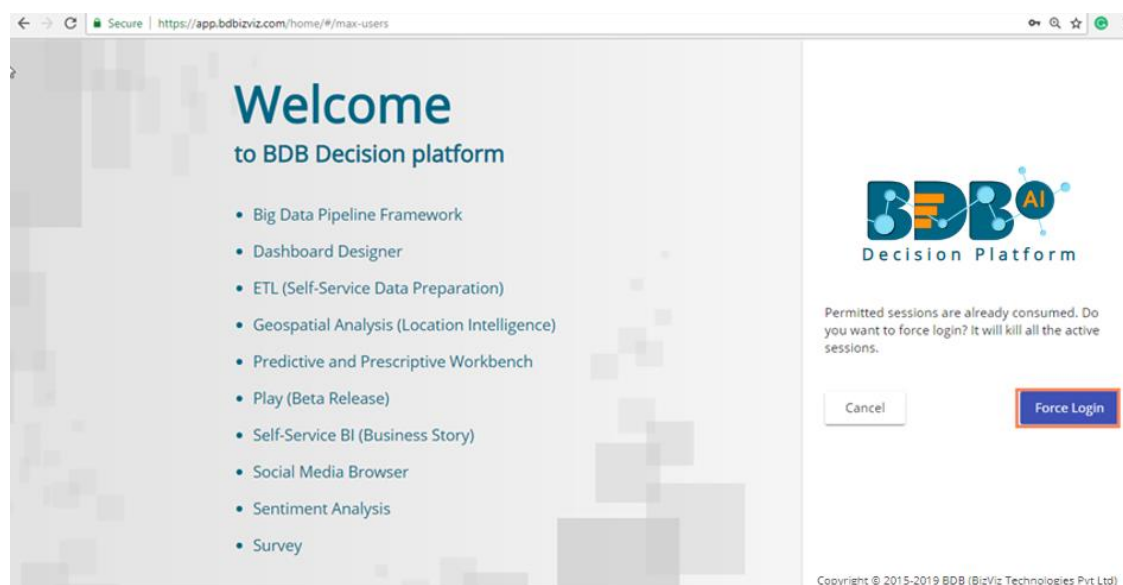 Secure | https://app.bdbizviz.com/home/#/max-users
Welcome
to BDB Decision platform
• Big Data Pipeline Framework
• Dashboard Designer
• ETL (Self-Service Data Preparation)
• Geospatial Analysis (Location Intelligence)
• Predictive and Prescriptive Workbench
• Play (Beta Release)
• Self-Service BI (Business Story)
• Social Media Browser
• Sentiment Analysis
• Survey
BDB AI
Decision Platform
Permitted sessions are already consumed. Do
you want to force login? It will kill all the active
sessions.
Cancel
Force Login
Copyright © 2015-2019 BDB (BizViz Technologies Pvt Ltd)